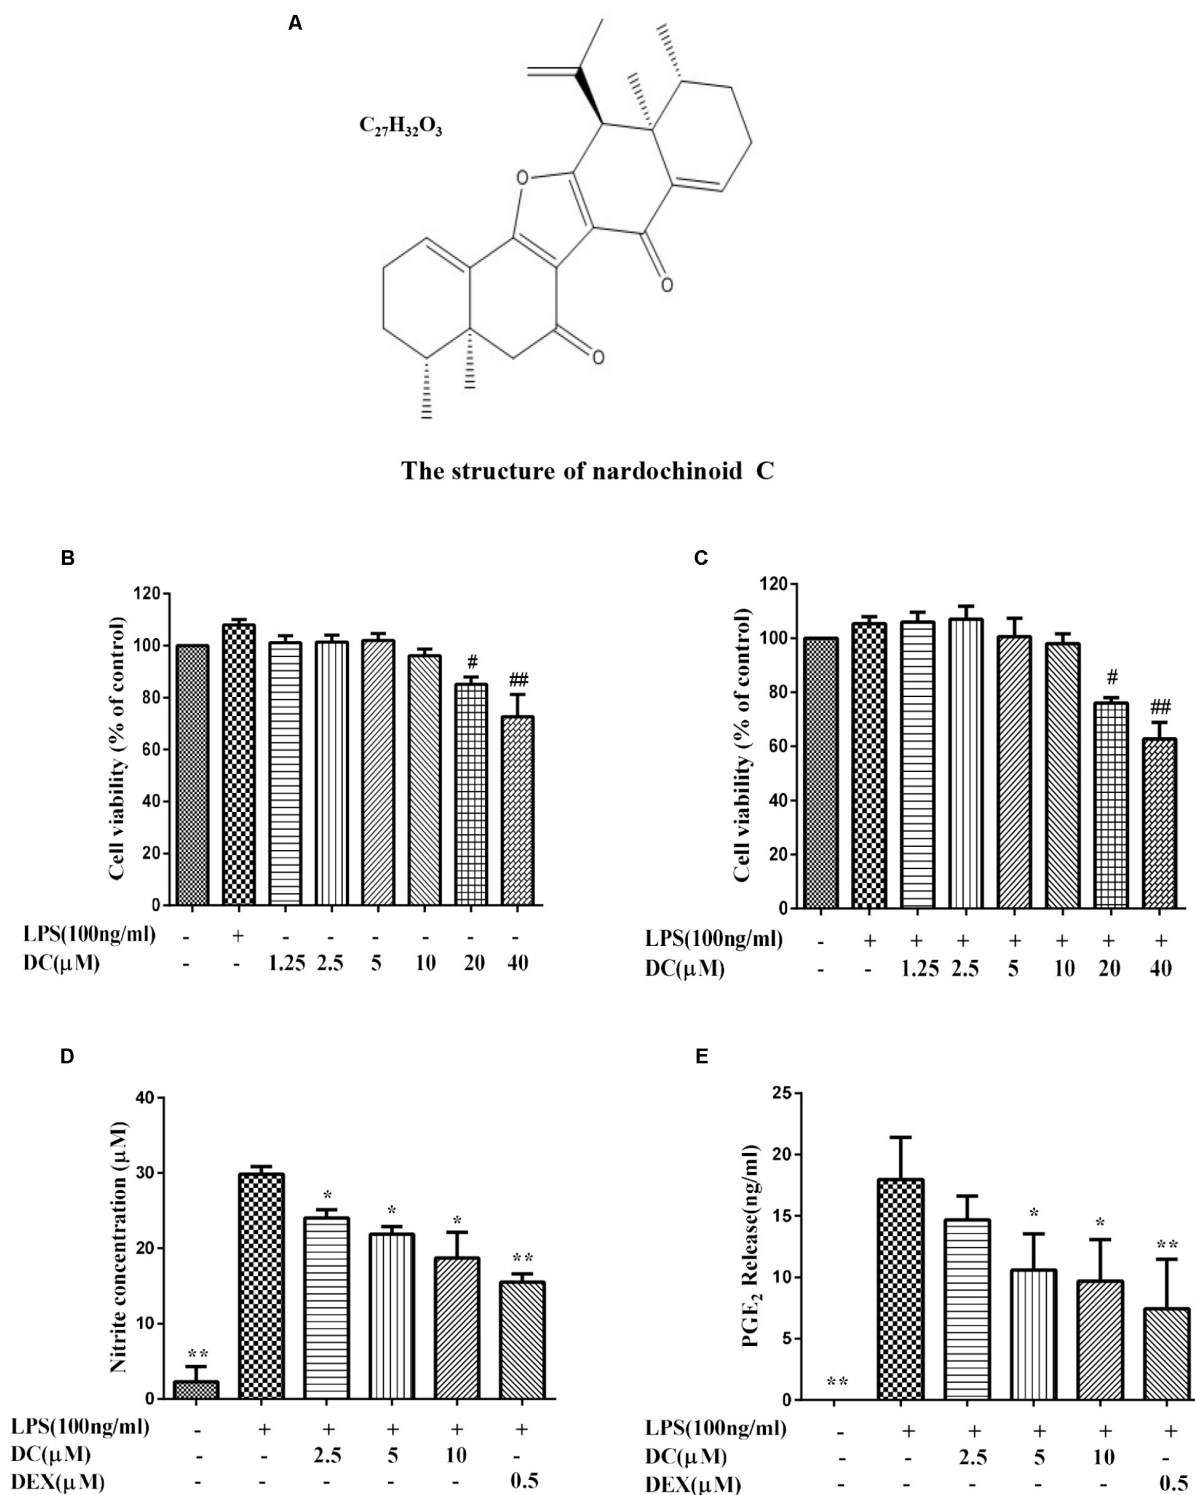 A
C27H32O3
O
O
O
The structure of nardochinoid C
B
Cell viability (% of control)
120
100
80
60
40
20
0
#
##
LPS(100ng/ml) - + - - - - - -
DC(μM) - - 1.25 2.5 5 10 20 40
C
Cell viability (% of control)
120
100
80
60
40
20
0
#
##
LPS(100ng/ml) - + + + + + + +
DC(μM) - - 1.25 2.5 5 10 20 40
D
Nitrite concentration (μM)
40
30
20
10
0
**
*
*
*
**
LPS(100ng/ml) - + + + + +
DC(μM) - - 2.5 5 10 -
DEX(μM) - - - - - 0.5
E
PGE2 Release(ng/ml)
25
20
15
10
5
0
**
*
*
**
LPS(100ng/ml) - + + + + +
DC(μM) - - 2.5 5 10 -
DEX(μM) - - - - - 0.5